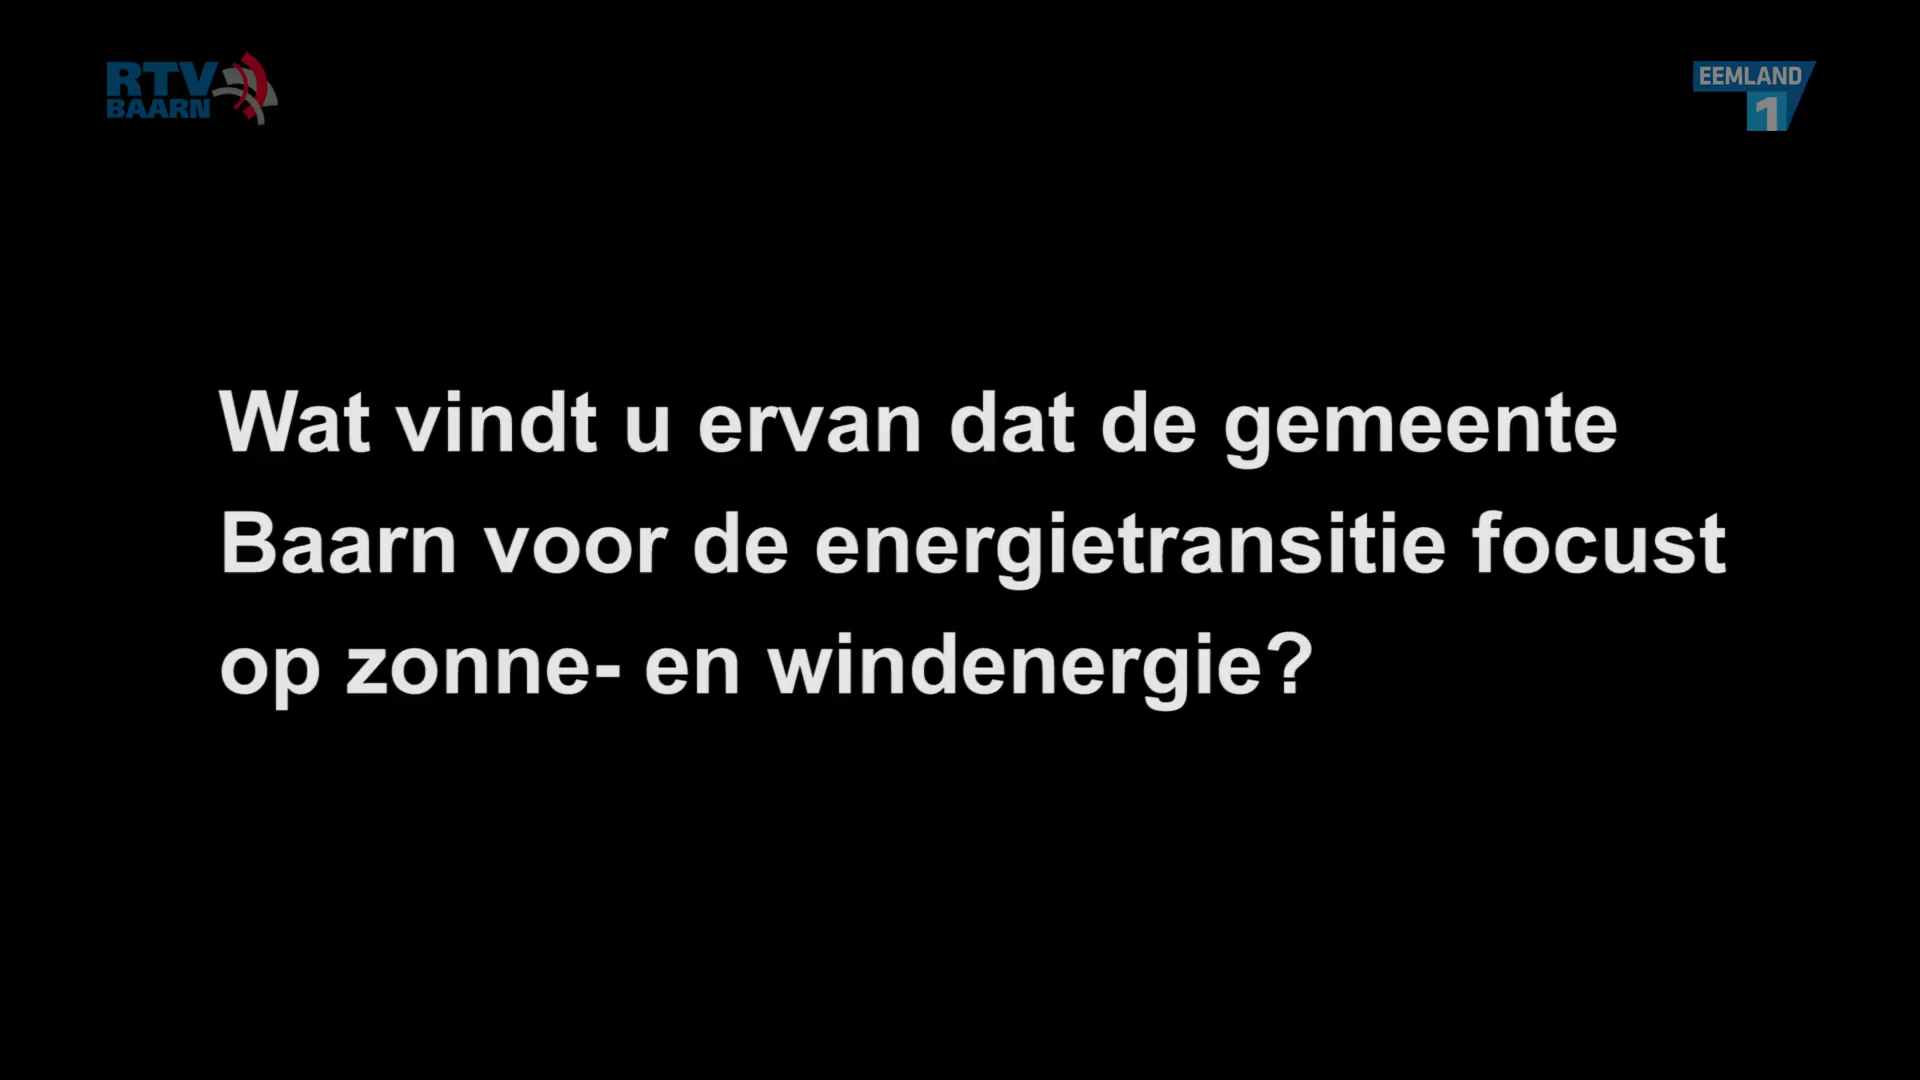 RTV
BAARN
EEMLAND
1
Wat vindt u ervan dat de gemeente
Baarn voor de energietransitie focust
op zonne- en windenergie?